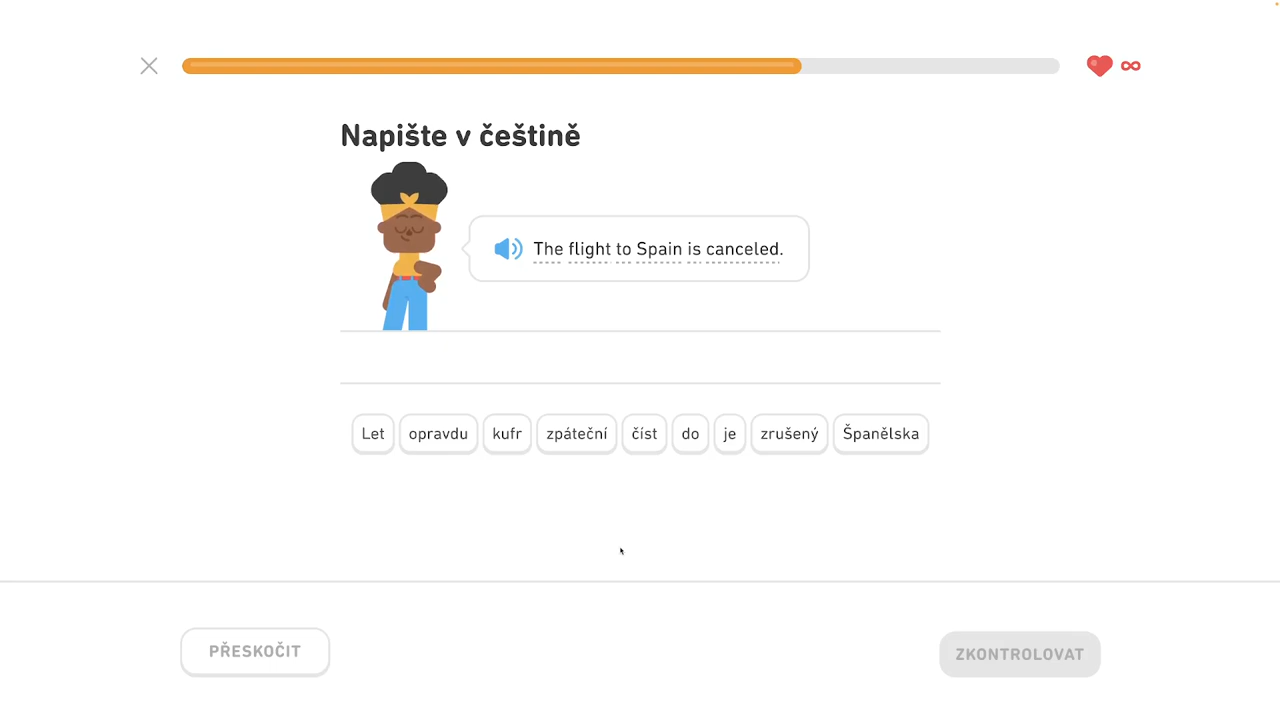 ∞
Napište v češtině
The flight to Spain is canceled.
Let opravdu kufr zpáteční číst do je zrušený Španělska
PŘESKOČIT ZKONTROLOVAT